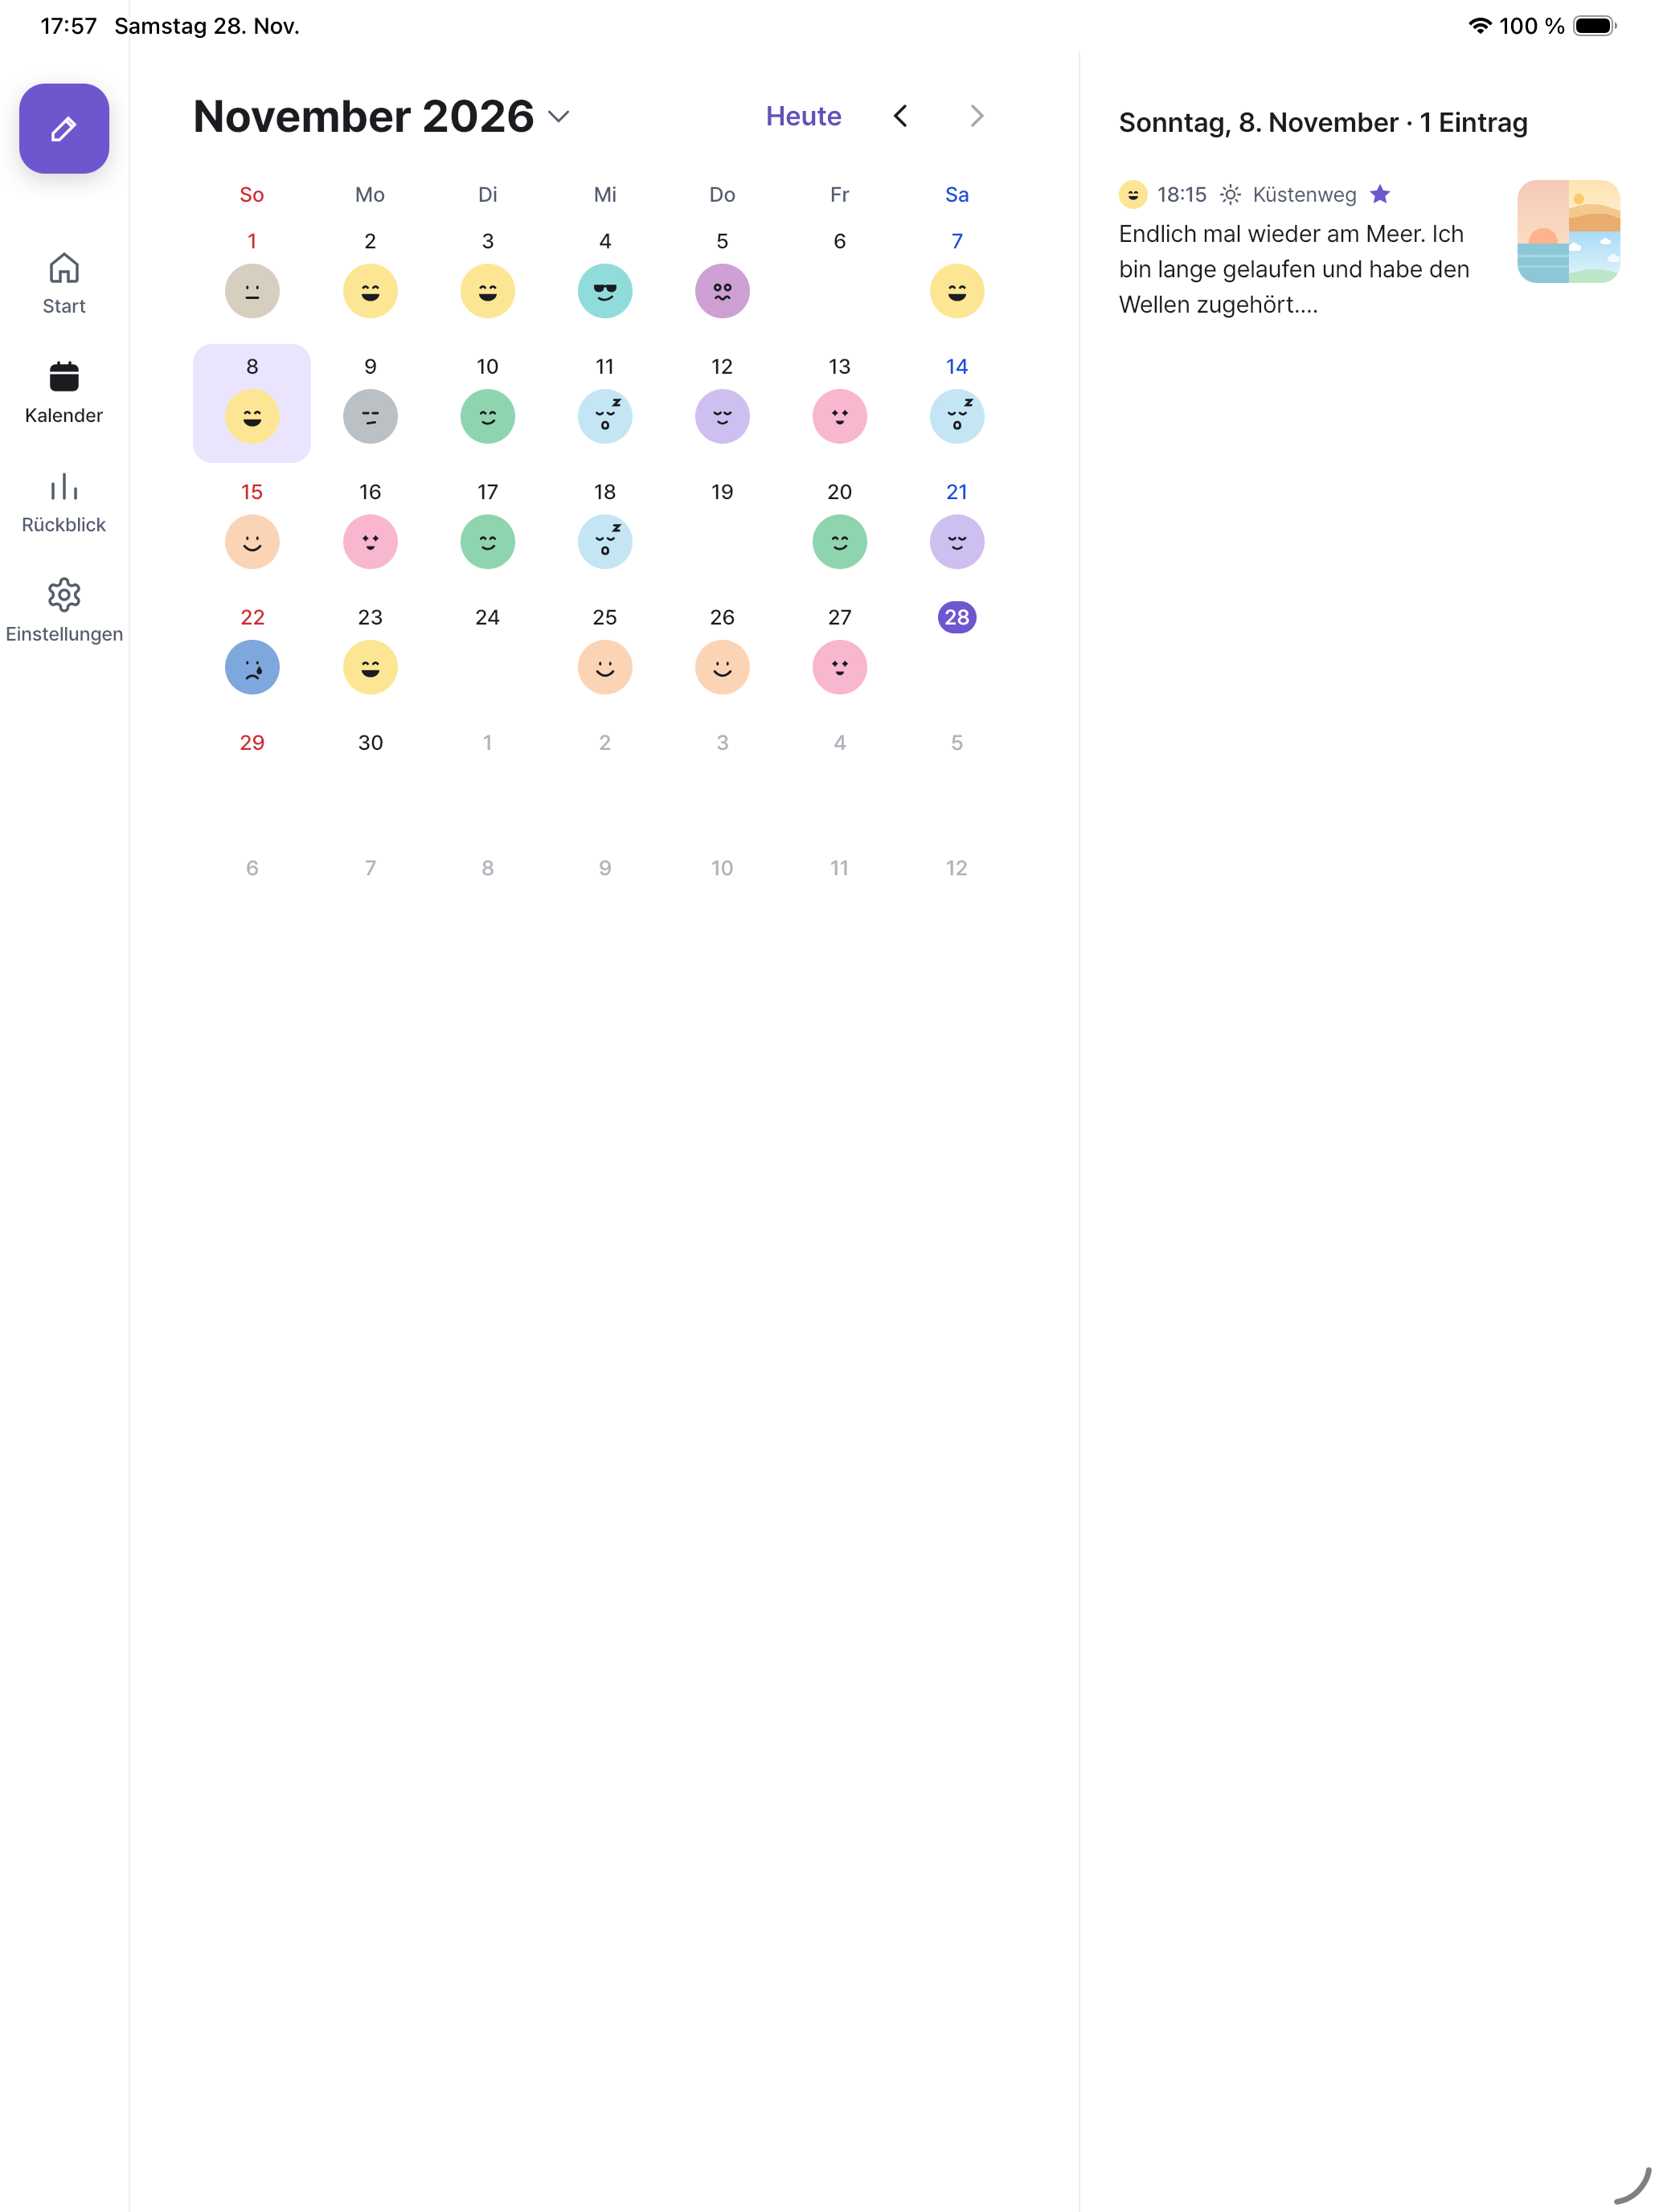 17:57 Samstag 28. Nov.
100 %
Start
Kalender
Rückblick
Einstellungen
November 2026
Heute
So Mo Di Mi Do Fr Sa
1 2 3 4 5 6 7
8 9 10 11 12 13 14
15 16 17 18 19 20 21
22 23 24 25 26 27 28
29 30 1 2 3 4 5
6 7 8 9 10 11 12
Sonntag, 8. November · 1 Eintrag
18:15 Küstenweg
Endlich mal wieder am Meer. Ich
bin lange gelaufen und habe den
Wellen zugehört....